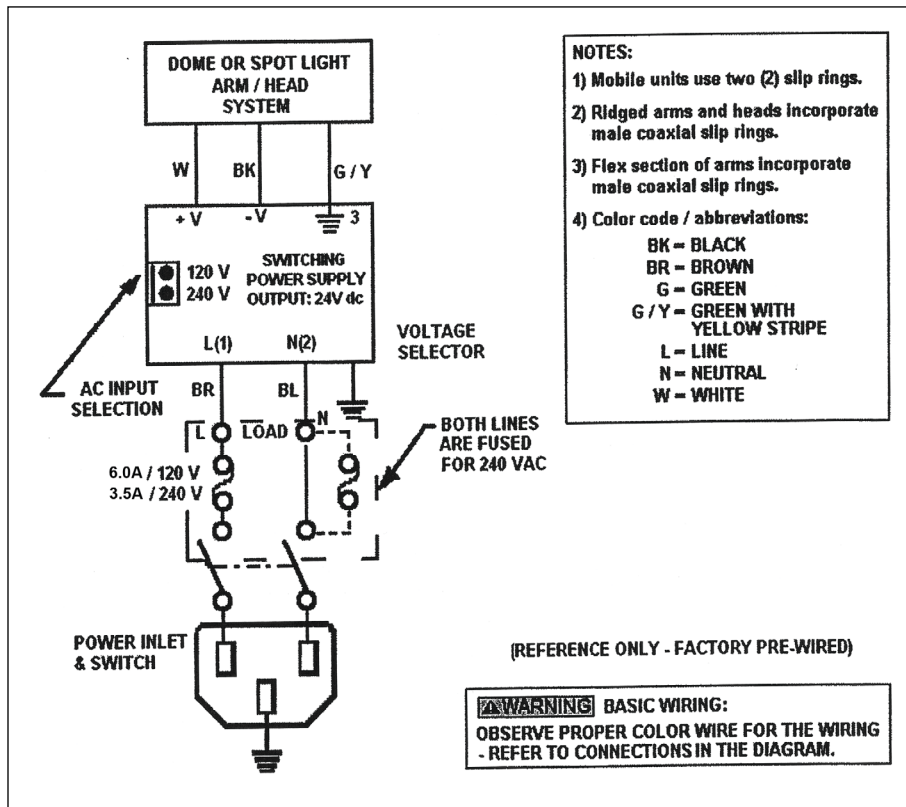 DOME OR SPOT LIGHT
ARM / HEAD
SYSTEM
W
BK
G / Y
+ V
- V
3
120 V
240 V
SWITCHING
POWER SUPPLY
OUTPUT: 24V dc
L(1)
N(2)
VOLTAGE
SELECTOR
AC INPUT
SELECTION
BR
BL
L
LOAD
N
BOTH LINES
ARE FUSED
FOR 240 VAC
6.0A / 120 V
3.5A / 240 V
POWER INLET
& SWITCH
NOTES:
1) Mobile units use two (2) slip rings.
2) Ridged arms and heads incorporate
male coaxial slip rings.
3) Flex section of arms incorporate
male coaxial slip rings.
4) Color code / abbreviations:
BK = BLACK
BR = BROWN
G = GREEN
G / Y = GREEN WITH
YELLOW STRIPE
L = LINE
N = NEUTRAL
W = WHITE
(REFERENCE ONLY - FACTORY PRE-WIRED)
WARNING BASIC WIRING:
OBSERVE PROPER COLOR WIRE FOR THE WIRING
- REFER TO CONNECTIONS IN THE DIAGRAM.